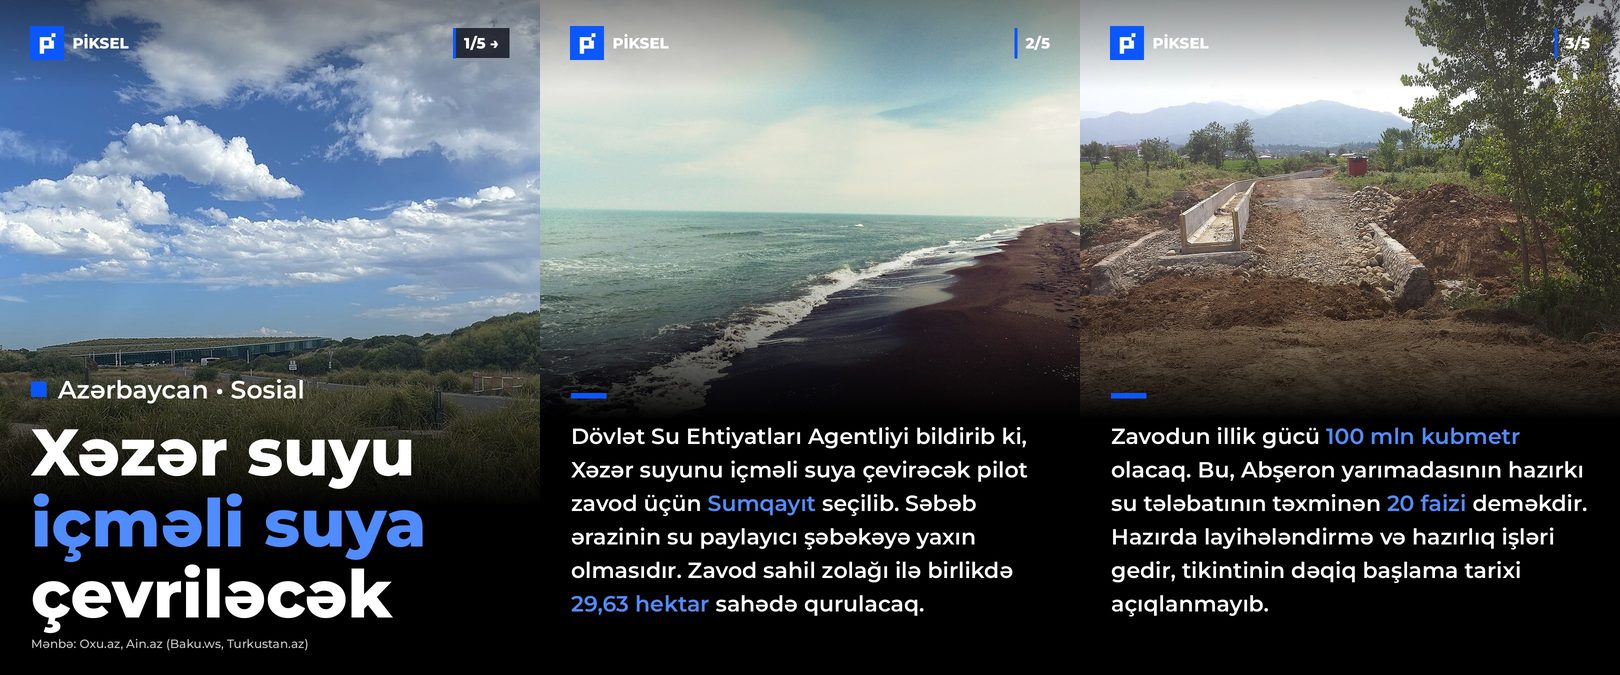 PİKSEL
1/5 →
Azərbaycan • Sosial
Xəzər suyu
içməli suya
çevriləcək
Mənbə: Oxu.az, Ain.az (Baku.ws, Turkustan.az)
PİKSEL
2/5
Dövlət Su Ehtiyatları Agentliyi bildirib ki,
Xəzər suyunu içməli suya çevirəcək pilot
zavod üçün Sumqayıt seçilib. Səbəb
ərazinin su paylayıcı şəbəkəyə yaxın
olmasıdır. Zavod sahil zolağı ilə birlikdə
29,63 hektar sahədə qurulacaq.
PİKSEL
3/5
Zavodun illik gücü 100 mln kubmetr
olacaq. Bu, Abşeron yarımadasının hazırkı
su tələbatının təxminən 20 faizi deməkdir.
Hazırda layihələndirmə və hazırlıq işləri
gedir, tikintinin dəqiq başlama tarixi
açıqlanmayıb.